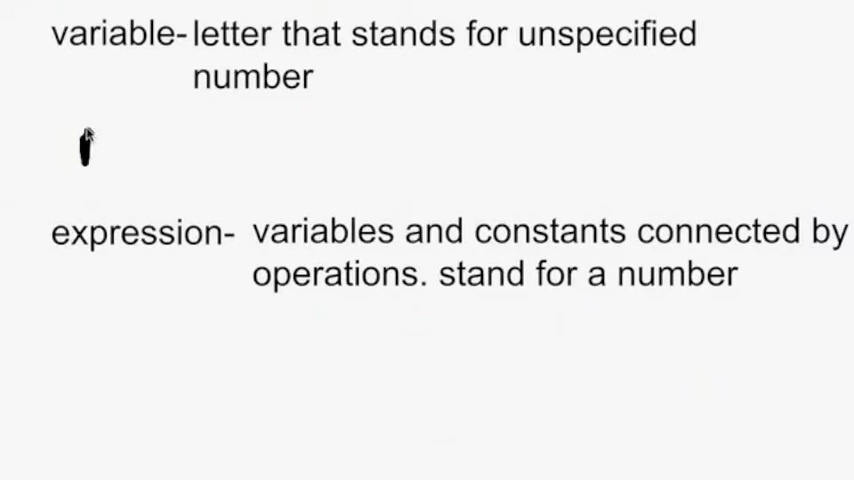 variable- letter that stands for unspecified
number
expression- variables and constants connected by
operations. stand for a number